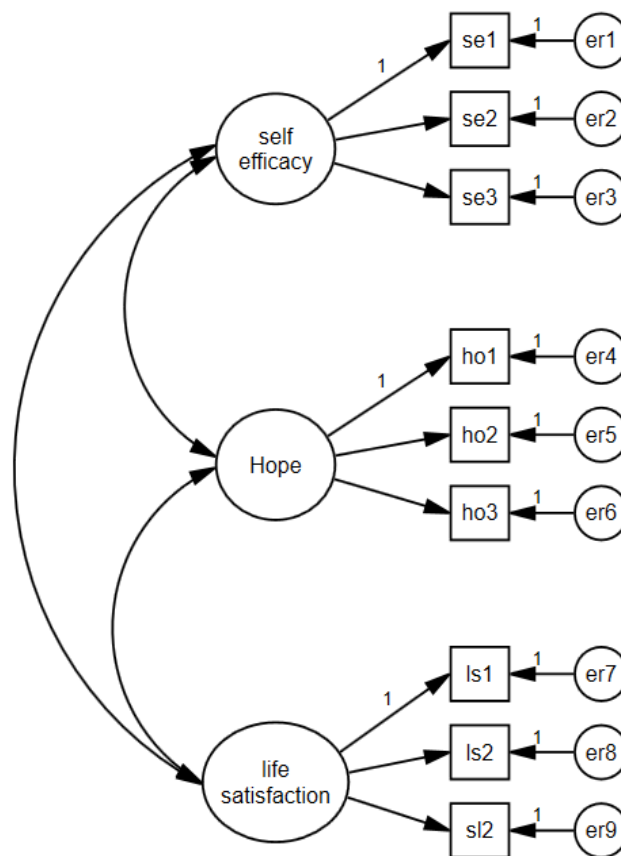 se1
1
er1
1
self
efficacy
se2
1
er2
se3
1
er3
ho1
1
er4
1
Hope
ho2
1
er5
ho3
1
er6
ls1
1
er7
1
life
satisfaction
ls2
1
er8
sl2
1
er9